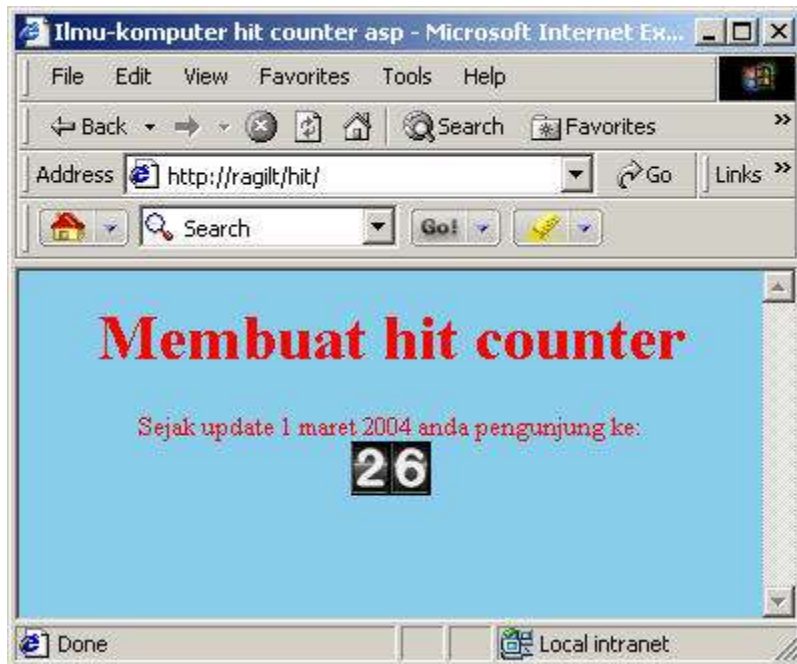 Ilmu-komputer hit counter asp - Microsoft Internet Ex...
File Edit View Favorites Tools Help
Back Search Favorites »
Address http://ragilt/hit/ Go Links »
Search Go!
Membuat hit counter
Sejak update 1 maret 2004 anda pengunjung ke:
26
Done Local intranet